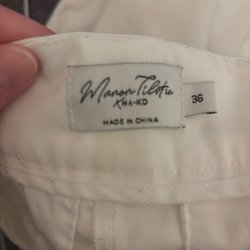 Manon Tilstra
X NA-KD
MADE IN CHINA
36